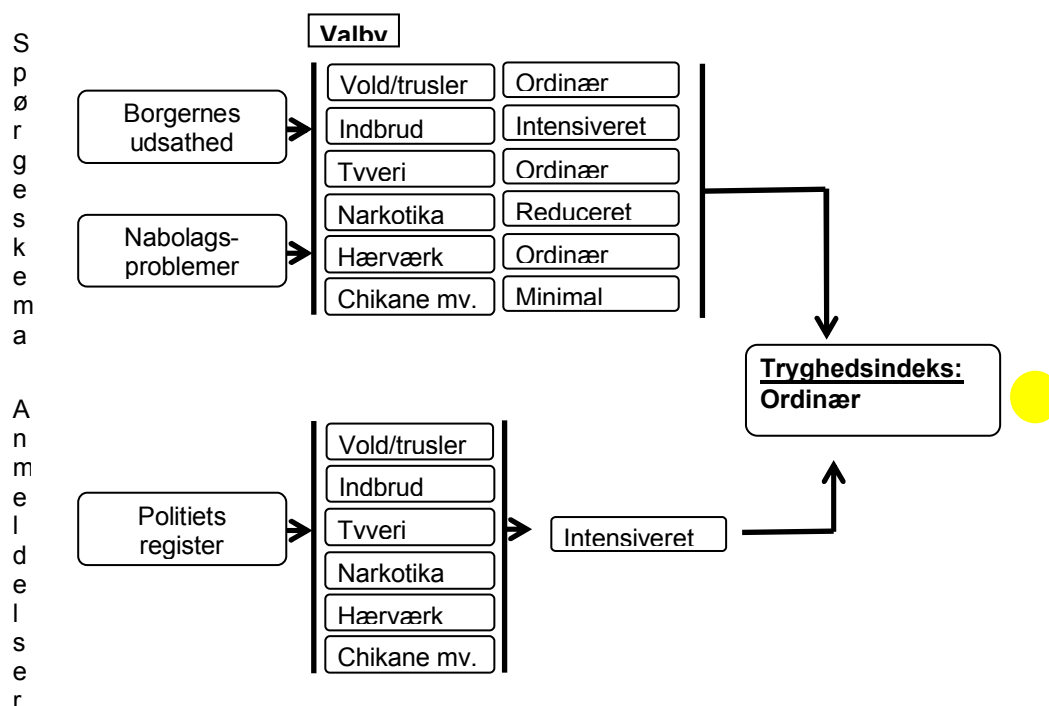 Spørgeskema
Valby
Borgernes
udsathed
Nabolags-
problemer
Vold/trusler
Ordinær
Indbrud
Intensiveret
Tyveri
Ordinær
Narkotika
Reduceret
Hærværk
Ordinær
Chikane mv.
Minimal
Tryghedsindeks:
Ordinær
Anmeldelser
Politiets
register
Vold/trusler
Indbrud
Tyveri
Narkotika
Hærværk
Chikane mv.
Intensiveret